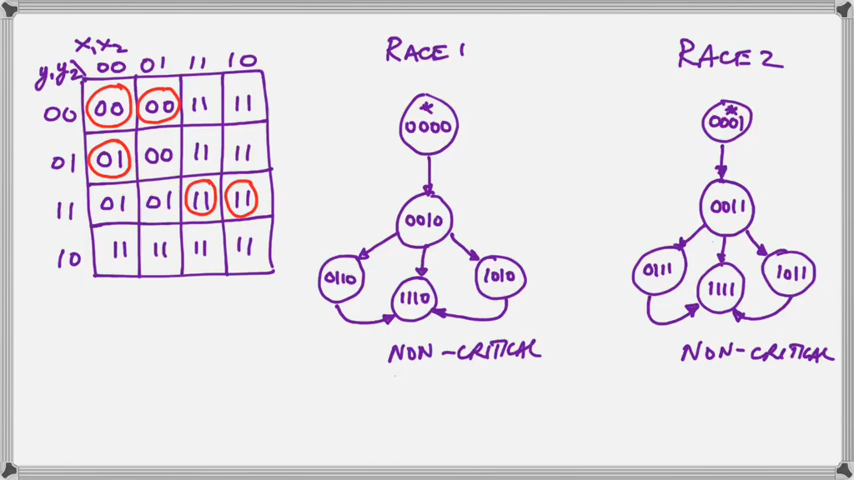 x₁x₂
y₁y₂ 00 01 11 10
00 00 00 11 11
01 01 00 11 11
11 01 01 11 11
10 11 11 11 11
RACE 1
*
0000
0010
0110 1110 1010
NON-CRITICAL
RACE 2
*
0001
0011
0111 1111 1011
NON-CRITICAL